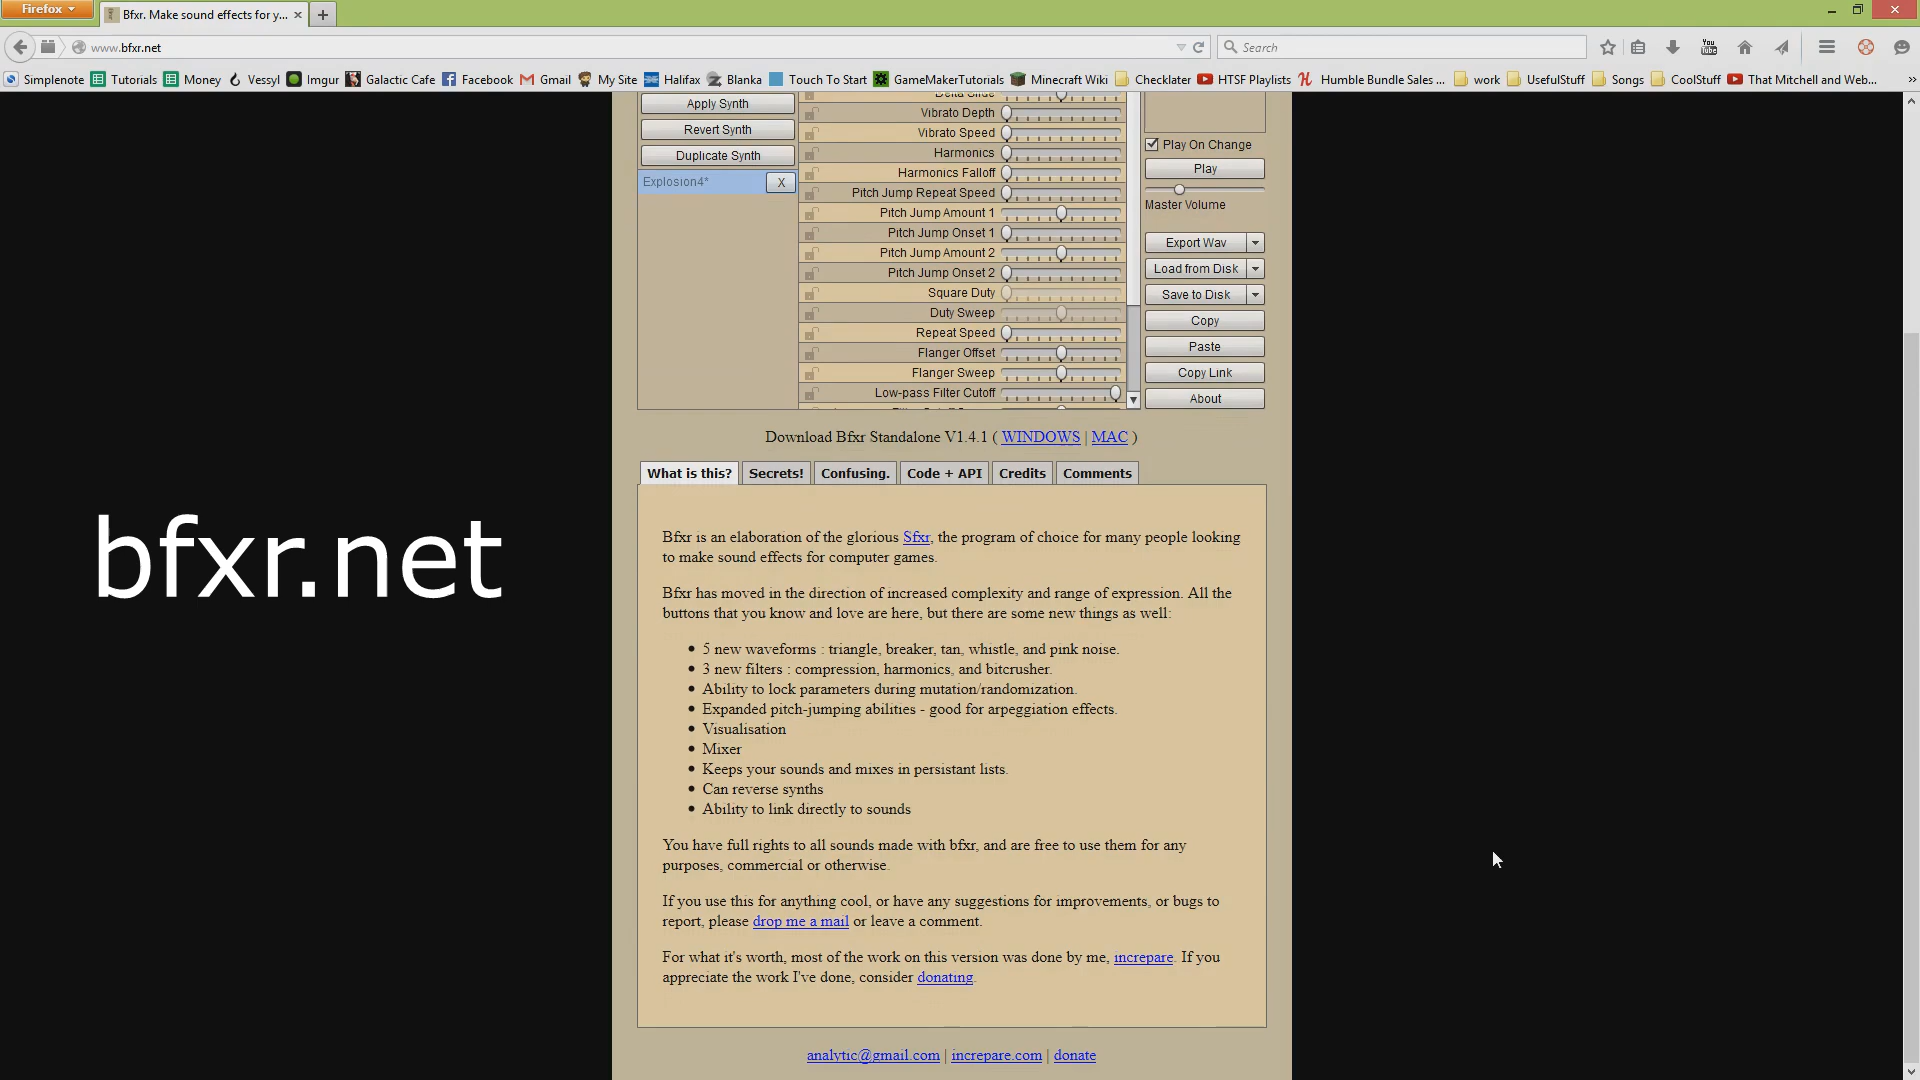 Firefox
Bfxr. Make sound effects for y...
www.bfxr.net
Search
Simplenote Tutorials Money Vessyl Imgur Galactic Cafe Facebook Gmail My Site Halifax Blanka Touch To Start GameMakerTutorials Minecraft Wiki Checklater HTSF Playlists Humble Bundle Sales ... work UsefulStuff Songs CoolStuff That Mitchell and Web...
Apply Synth
Revert Synth
Duplicate Synth
Explosion4* X
Delta Slide
Vibrato Depth
Vibrato Speed
Harmonics
Harmonics Falloff
Pitch Jump Repeat Speed
Pitch Jump Amount 1
Pitch Jump Onset 1
Pitch Jump Amount 2
Pitch Jump Onset 2
Square Duty
Duty Sweep
Repeat Speed
Flanger Offset
Flanger Sweep
Low-pass Filter Cutoff
Play On Change
Play
Master Volume
Export Wav
Load from Disk
Save to Disk
Copy
Paste
Copy Link
About
Download Bfxr Standalone V1.4.1 ( WINDOWS | MAC )
What is this? Secrets! Confusing. Code + API Credits Comments
bfxr.net
Bfxr is an elaboration of the glorious Sfxr, the program of choice for many people looking
to make sound effects for computer games.
Bfxr has moved in the direction of increased complexity and range of expression. All the
buttons that you know and love are here, but there are some new things as well:
• 5 new waveforms : triangle, breaker, tan, whistle, and pink noise.
• 3 new filters : compression, harmonics, and bitcrusher.
• Ability to lock parameters during mutation/randomization.
• Expanded pitch-jumping abilities - good for arpeggiation effects.
• Visualisation
• Mixer
• Keeps your sounds and mixes in persistant lists.
• Can reverse synths
• Ability to link directly to sounds
You have full rights to all sounds made with bfxr, and are free to use them for any
purposes, commercial or otherwise.
If you use this for anything cool, or have any suggestions for improvements, or bugs to
report, please drop me a mail or leave a comment.
For what it's worth, most of the work on this version was done by me, increpare. If you
appreciate the work I've done, consider donating.
analytic@gmail.com | increpare.com | donate